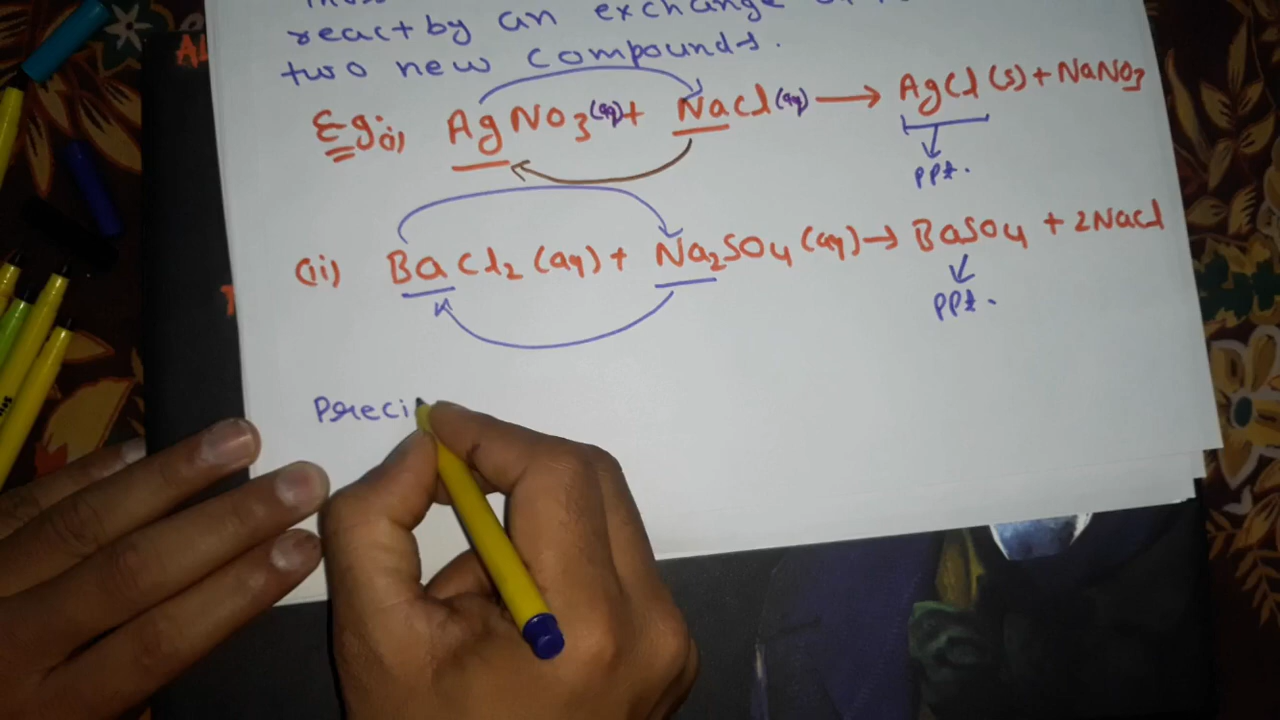 react by an exchange
two new compounds.
Eg:i) AgNO3(aq)+ NaCl(aq) → AgCl(s)+NaNO3
ppt.
(ii) BaCl2(aq)+ Na2SO4(aq)→ BaSO4 + 2NaCl
ppt.
Preci